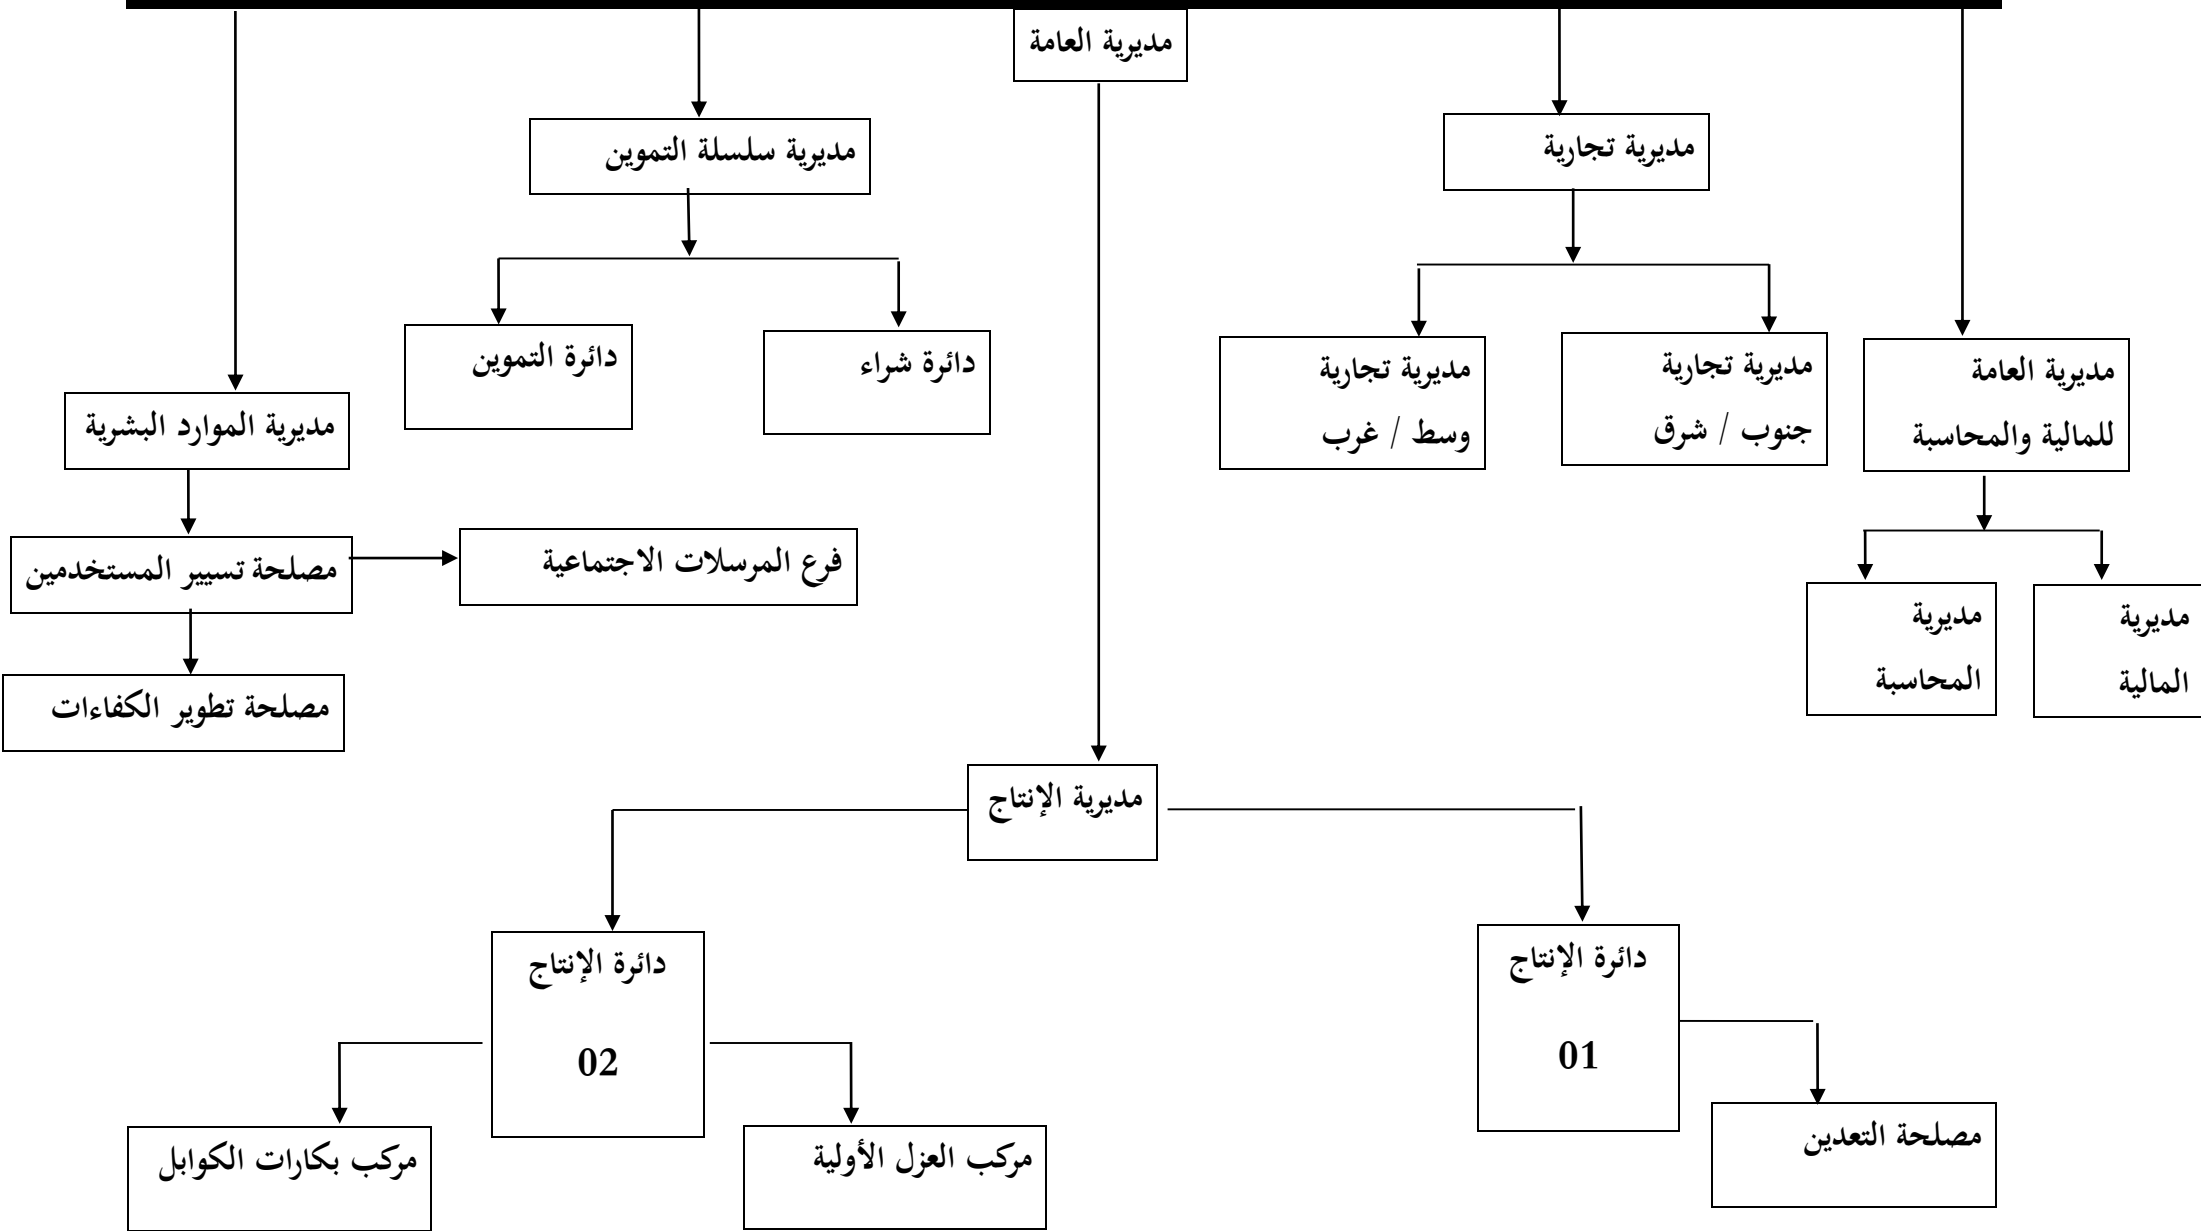 مديرية العامة
مديرية تجارية
مديرية سلسلة التموين
مديرية العامة
للمالية والمحاسبة
مديرية تجارية
جنوب / شرق
مديرية تجارية
وسط / غرب
دائرة شراء
دائرة التموين
مديرية الموارد البشرية
فرع المرسلات الاجتماعية
مصلحة تسيير المستخدمين
مديرية
المالية
مديرية
المحاسبة
مصلحة تطوير الكفاءات
مديرية الإنتاج
دائرة الإنتاج
01
دائرة الإنتاج
02
مصلحة التعدين
مركب العزل الأولية
مركب بكارات الكوابل